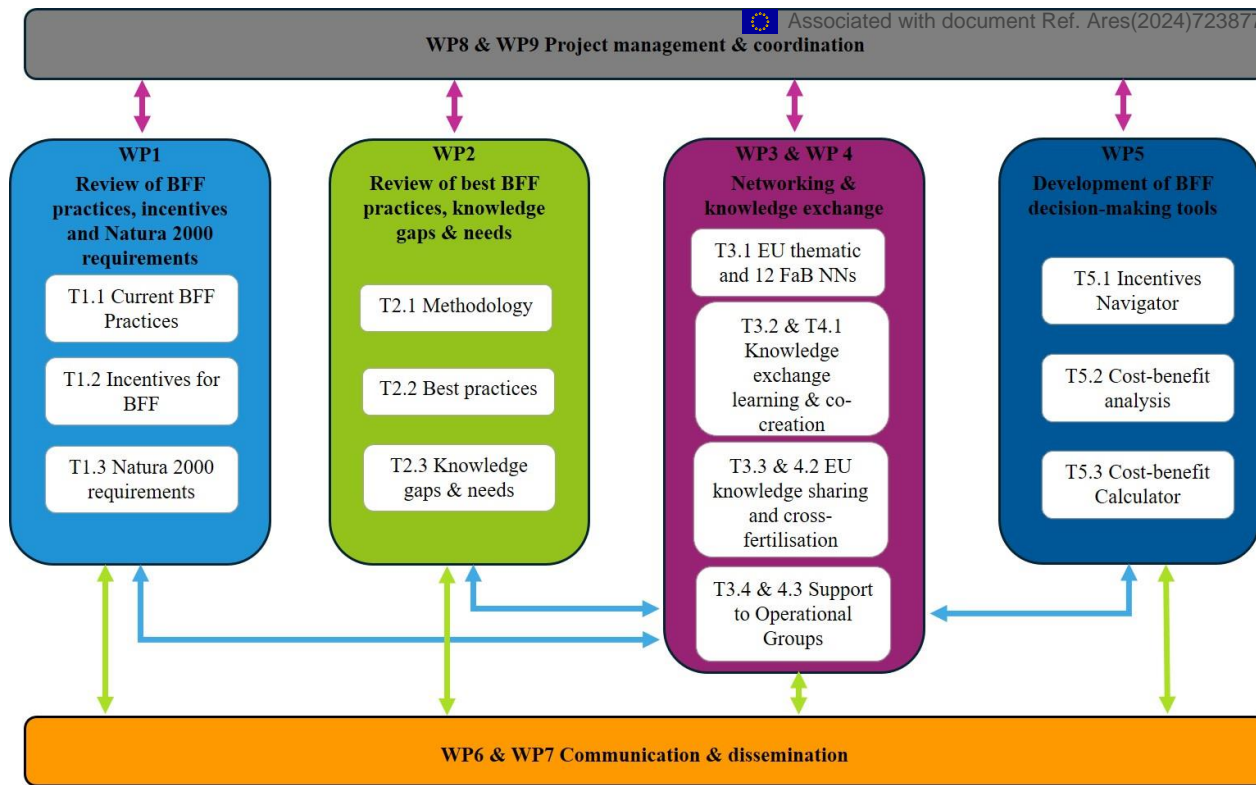 Associated with document Ref. Ares(2024)723877
WP8 & WP9 Project management & coordination
WP1
Review of BFF
practices, incentives
and Natura 2000
requirements
T1.1 Current BFF
Practices
T1.2 Incentives for
BFF
T1.3 Natura 2000
requirements
WP2
Review of best BFF
practices, knowledge
gaps & needs
T2.1 Methodology
T2.2 Best practices
T2.3 Knowledge
gaps & needs
WP3 & WP 4
Networking &
knowledge exchange
T3.1 EU thematic
and 12 FaB NNs
T3.2 & T4.1
Knowledge
exchange
learning & co-
creation
T3.3 & 4.2 EU
knowledge sharing
and cross-
fertilisation
T3.4 & 4.3 Support
to Operational
Groups
WP5
Development of BFF
decision-making tools
T5.1 Incentives
Navigator
T5.2 Cost-benefit
analysis
T5.3 Cost-benefit
Calculator
WP6 & WP7 Communication & dissemination